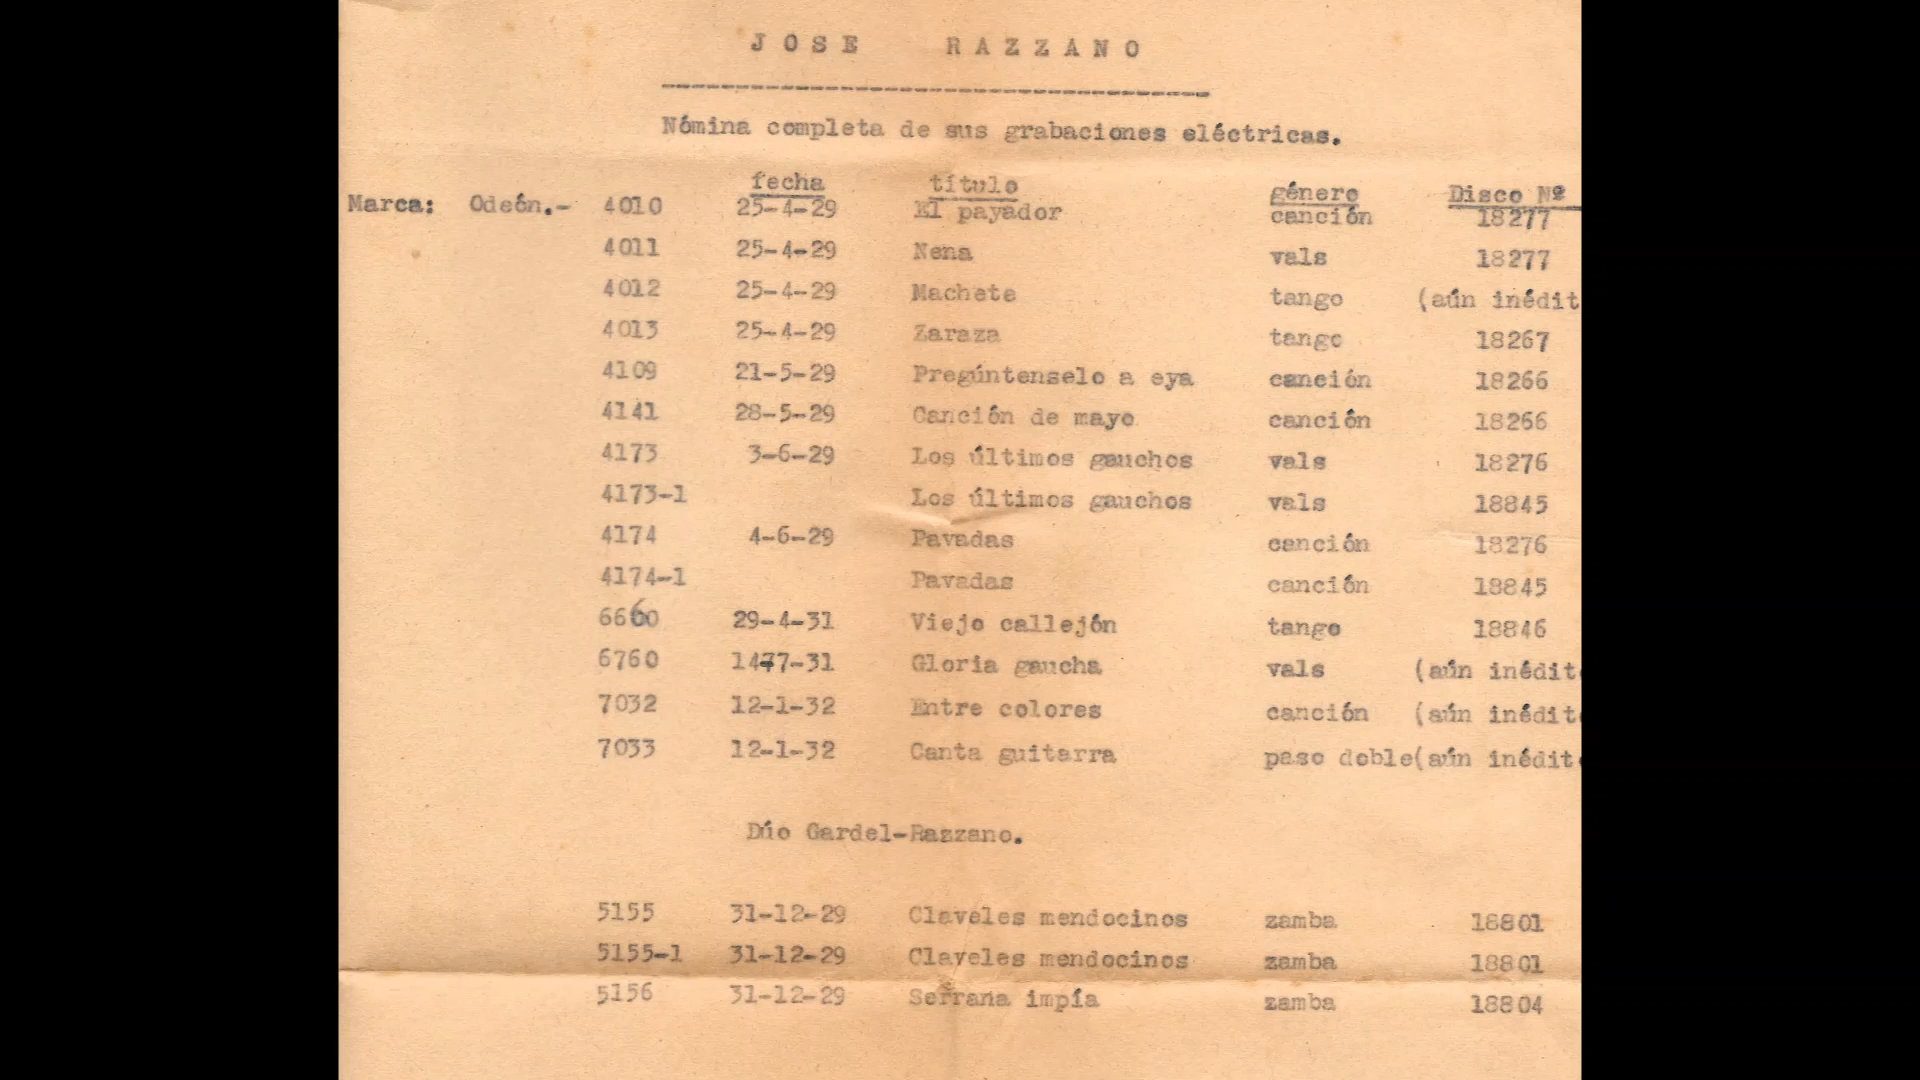 JOSE RAZZANO
Nómina completa de sus grabaciones eléctricas.
fecha título género Disco Nº
Marca: Odeón.- 4010 25-4-29 El payador canción 18277
4011 25-4-29 Nena vals 18277
4012 25-4-29 Machete tango (aún inédit
4013 25-4-29 Zaraza tango 18267
4109 21-5-29 Pregúntenselo a eya canción 18266
4141 28-5-29 Canción de mayo canción 18266
4173 3-6-29 Los últimos gauchos vals 18276
4173-1 Los últimos gauchos vals 18845
4174 4-6-29 Pavadas canción 18276
4174-1 Pavadas canción 18845
6660 29-4-31 Viejo callejón tango 18846
6760 14-7-31 Gloria gaucha vals (aún inédit
7032 12-1-32 Entre colores canción (aún inédit
7033 12-1-32 Canta guitarra paso doble (aún inédit
Dúo Gardel-Razzano.
5155 31-12-29 Claveles mendocinos zamba 18801
5155-1 31-12-29 Claveles mendocinos zamba 18801
5156 31-12-29 Serrana impía zamba 18804